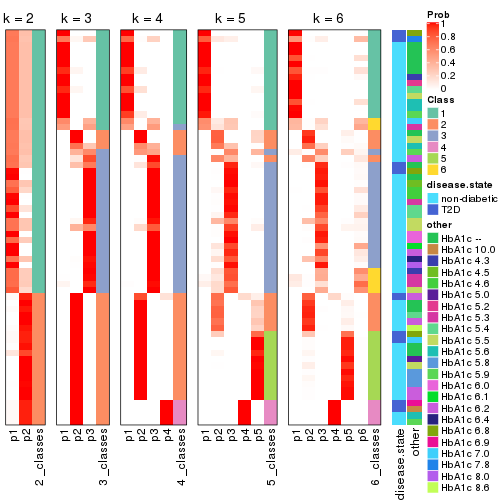 k = 2
k = 3
k = 4
k = 5
k = 6
p1
p2
2_classes
p1
p2
p3
3_classes
p1
p2
p3
p4
4_classes
p1
p2
p3
p4
p5
5_classes
p1
p2
p3
p4
p5
p6
6_classes
disease.state
other
Prob
1
0.8
0.6
0.4
0.2
0
Class
1
2
3
4
5
6
disease.state
non-diabetic
T2D
other
HbA1c --
HbA1c 10.0
HbA1c 4.3
HbA1c 4.5
HbA1c 4.6
HbA1c 5.0
HbA1c 5.2
HbA1c 5.3
HbA1c 5.4
HbA1c 5.5
HbA1c 5.6
HbA1c 5.8
HbA1c 5.9
HbA1c 6.0
HbA1c 6.1
HbA1c 6.2
HbA1c 6.4
HbA1c 6.8
HbA1c 6.9
HbA1c 7.0
HbA1c 7.8
HbA1c 8.0
HbA1c 8.6